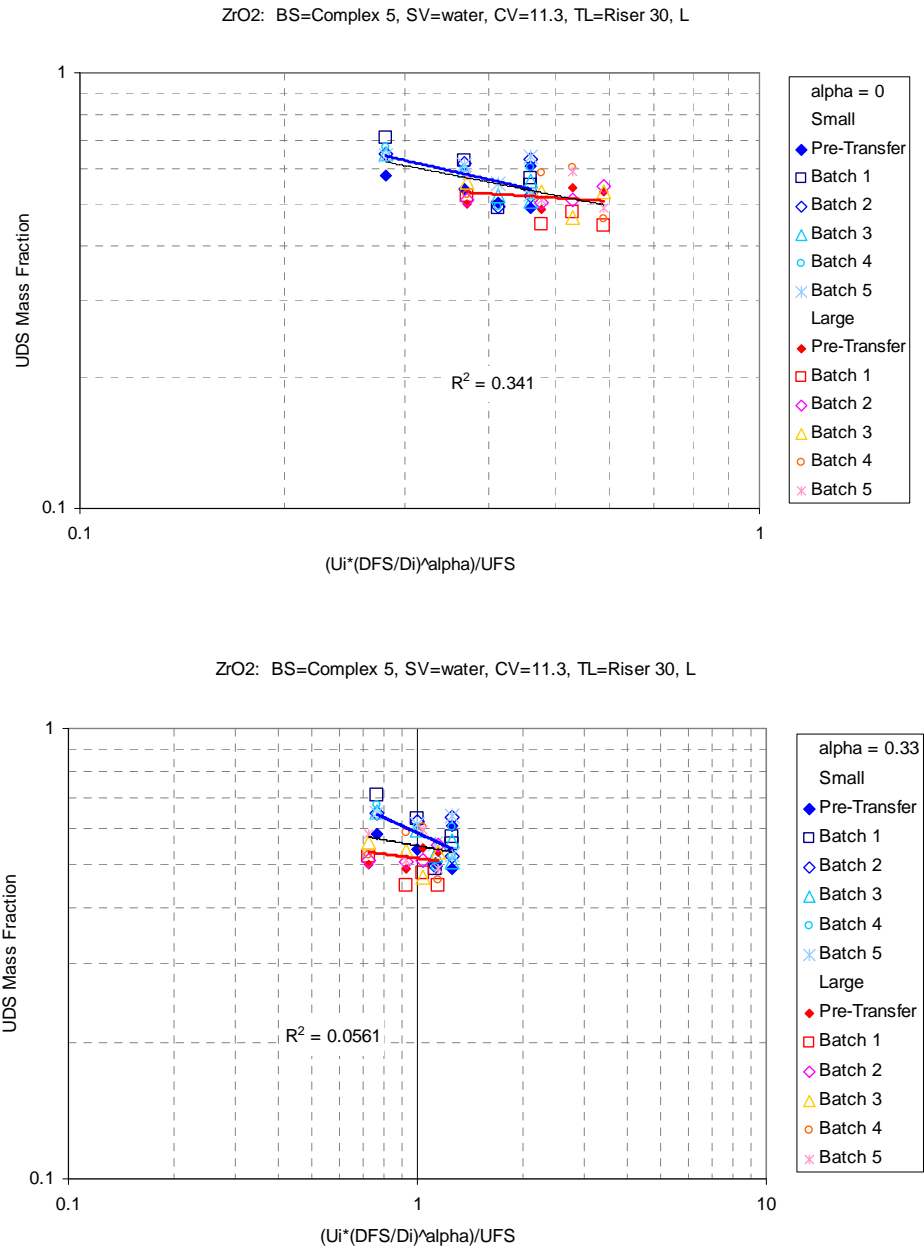 ZrO2: BS=Complex 5, SV=water, CV=11.3, TL=Riser 30, L
1
UDS Mass Fraction
R² = 0.341
0.1
0.1
1
(Ui*(DFS/Di)^alpha)/UFS
alpha = 0
Small
Pre-Transfer
Batch 1
Batch 2
Batch 3
Batch 4
Batch 5
Large
Pre-Transfer
Batch 1
Batch 2
Batch 3
Batch 4
Batch 5
ZrO2: BS=Complex 5, SV=water, CV=11.3, TL=Riser 30, L
1
UDS Mass Fraction
R² = 0.0561
0.1
0.1
1
10
(Ui*(DFS/Di)^alpha)/UFS
alpha = 0.33
Small
Pre-Transfer
Batch 1
Batch 2
Batch 3
Batch 4
Batch 5
Large
Pre-Transfer
Batch 1
Batch 2
Batch 3
Batch 4
Batch 5